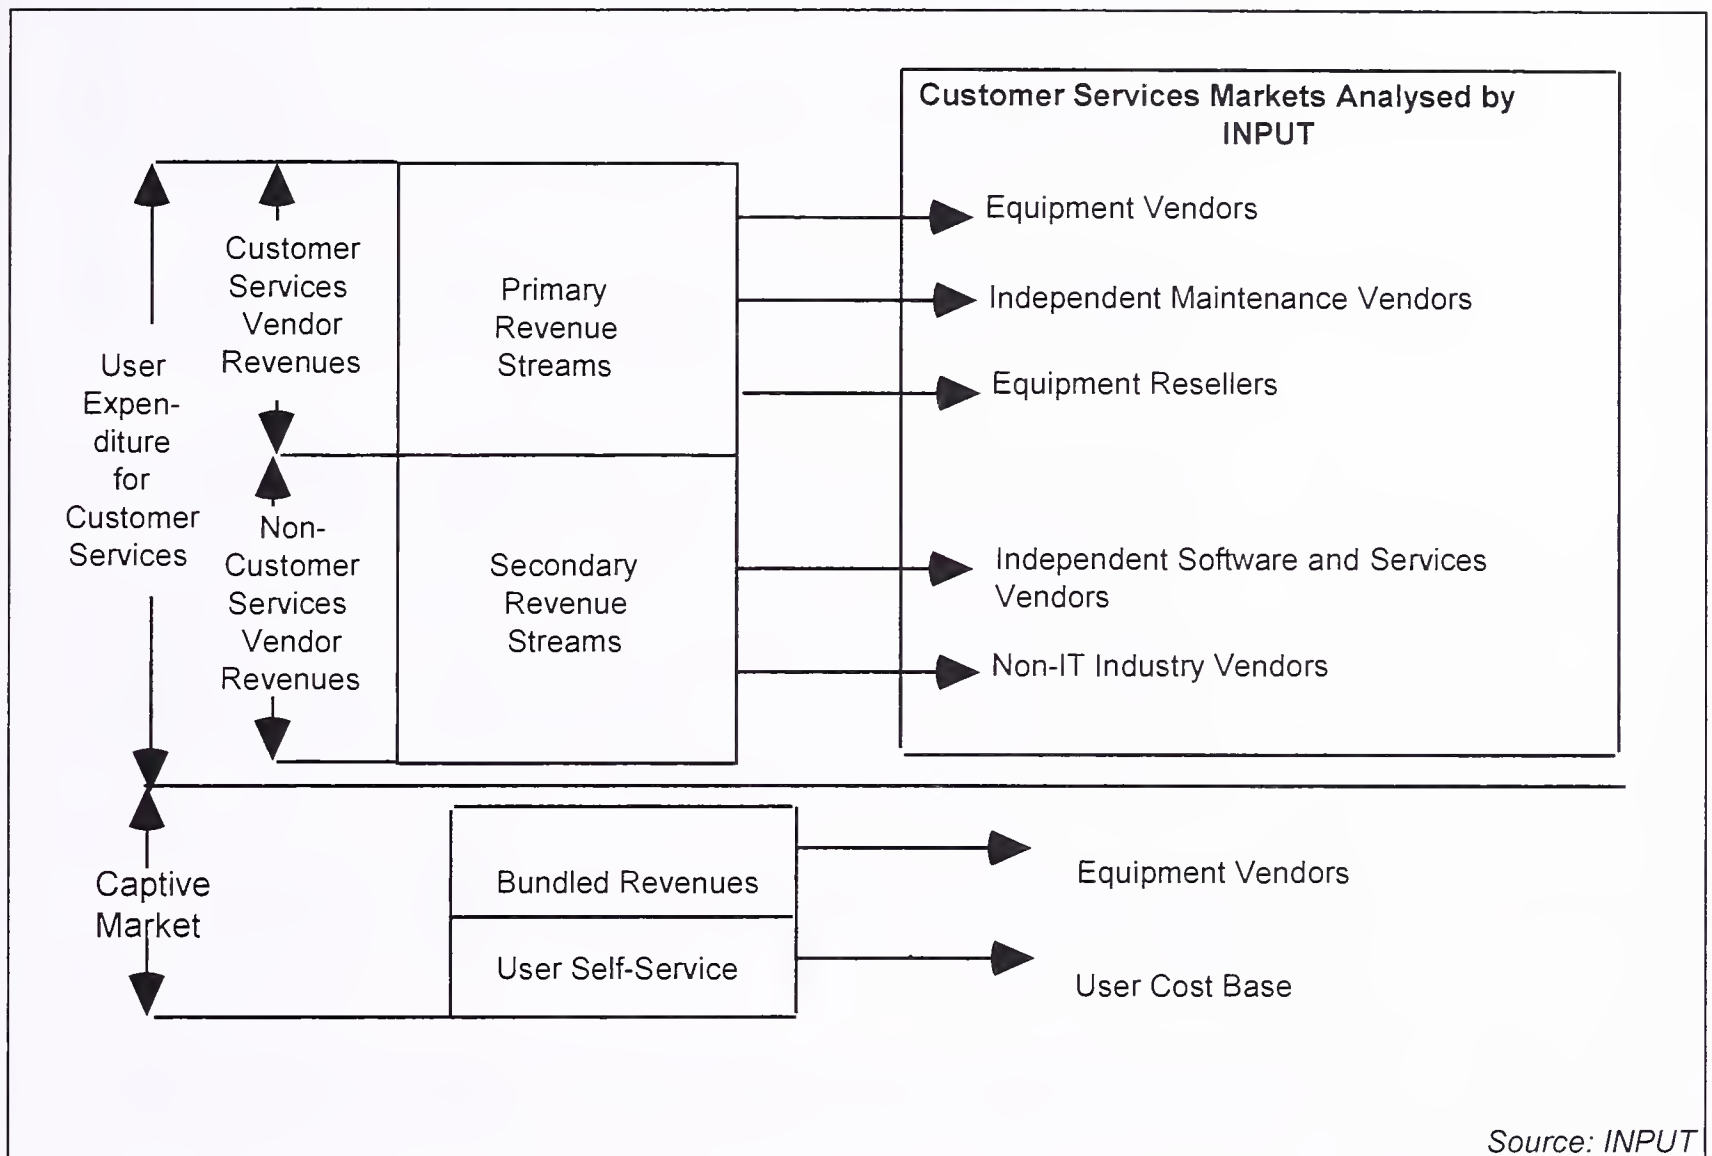 Customer Services Markets Analysed by
INPUT
User
Expen-
diture
for
Customer
Services
Customer
Services
Vendor
Revenues
Primary
Revenue
Streams
Equipment Vendors
Independent Maintenance Vendors
Equipment Resellers
Non-
Customer
Services
Vendor
Revenues
Secondary
Revenue
Streams
Independent Software and Services
Vendors
Non-IT Industry Vendors
Captive
Market
Bundled Revenues
Equipment Vendors
User Self-Service
User Cost Base
Source: INPUT